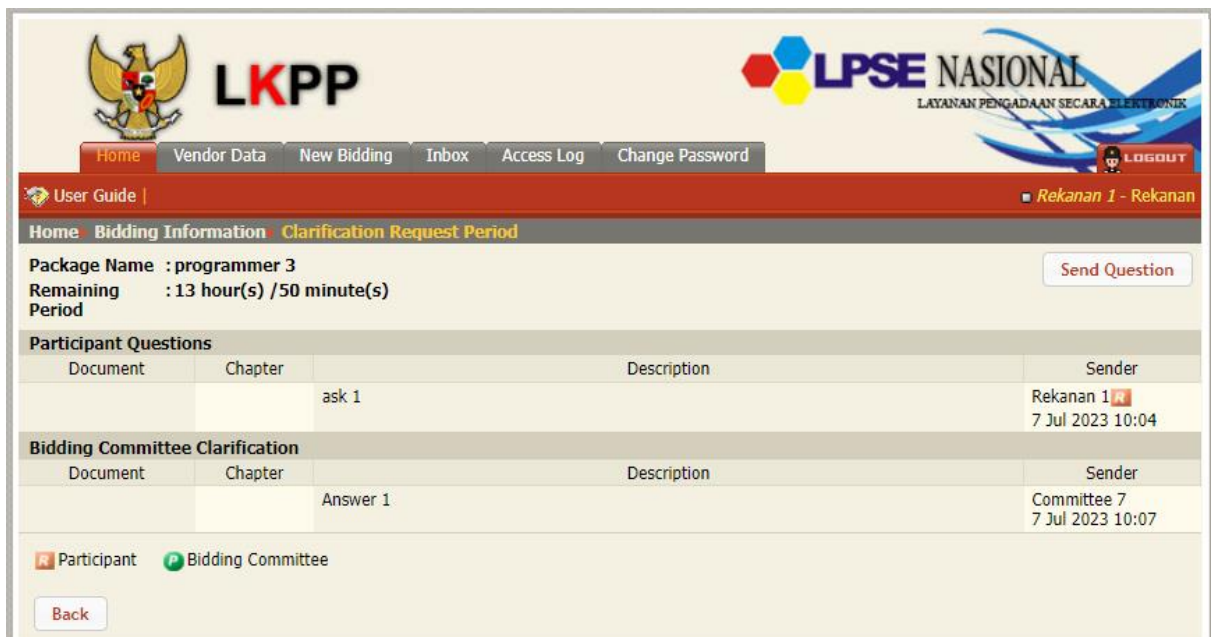 LKPP
LPSE NASIONAL
LAYANAN PENGADAAN SECARA ELEKTRONIK
Home Vendor Data New Bidding Inbox Access Log Change Password LOGOUT
User Guide | Rekanan 1 - Rekanan
Home Bidding Information Clarification Request Period
Package Name : programmer 3 Send Question
Remaining Period : 13 hour(s) /50 minute(s)
Participant Questions
Document Chapter Description Sender
ask 1 Rekanan 1 R
7 Jul 2023 10:04
Bidding Committee Clarification
Document Chapter Description Sender
Answer 1 Committee 7
7 Jul 2023 10:07
R Participant P Bidding Committee
Back